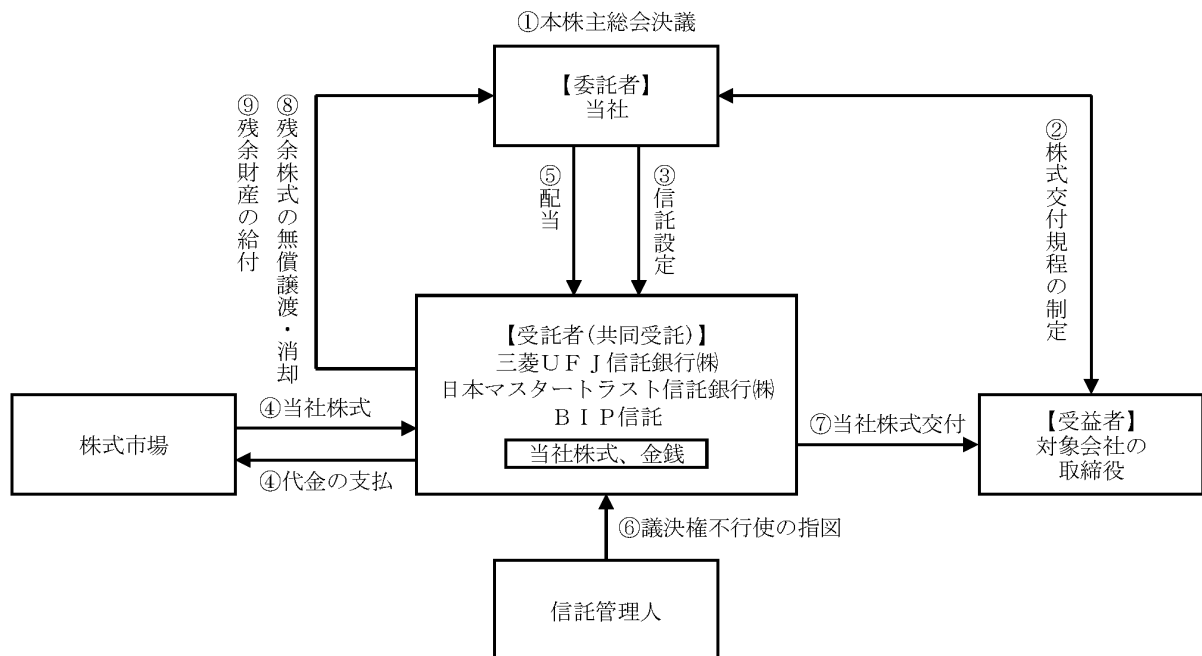 ①本株主総会決議
【委託者】
当社
⑨残余財産の給付
⑧残余株式の無償譲渡・消却
⑤配当
③信託設定
②株式交付規程の制定
【受託者(共同受託)】
三菱UFJ信託銀行㈱
日本マスタートラスト信託銀行㈱
BIP信託
当社株式、金銭
株式市場
④当社株式
④代金の支払
⑦当社株式交付
【受益者】
対象会社の
取締役
⑥議決権不行使の指図
信託管理人